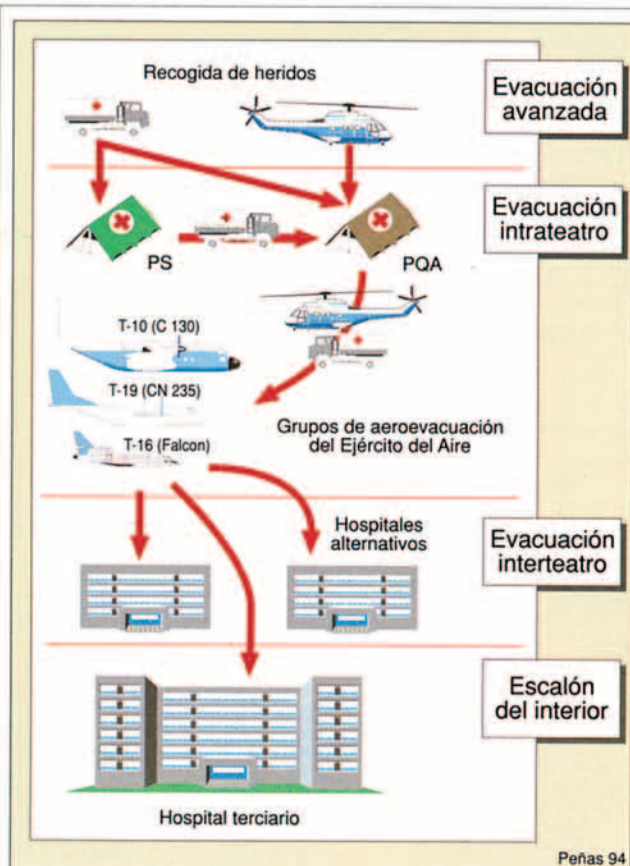 Recogida de heridos
Evacuación
avanzada
Evacuación
intrateatro
PS
PQA
T-10 (C 130)
T-19 (CN 235)
T-16 (Falcon)
Grupos de aeroevacuación
del Ejército del Aire
Hospitales
alternativos
Evacuación
interteatro
Escalón
del interior
Hospital terciario
Peñas 94